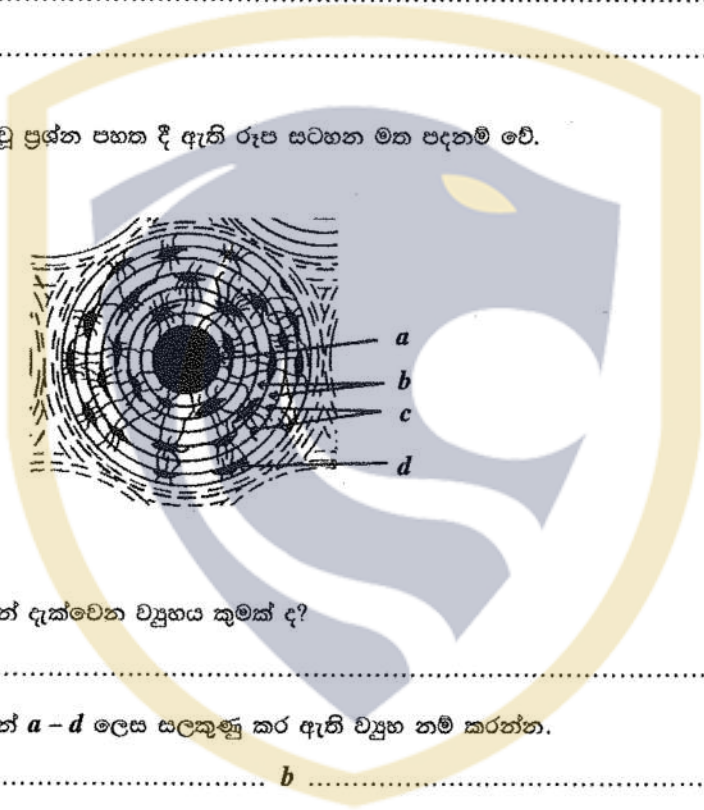 වූ ප්‍රශ්න පහත දී ඇති රූප සටහන මත පදනම් වේ.
a
b
c
d
න් දැක්වෙන ව්‍යුහය කුමක් ද?
න් a – d ලෙස සලකුණු කර ඇති ව්‍යුහ නම් කරන්න.
b